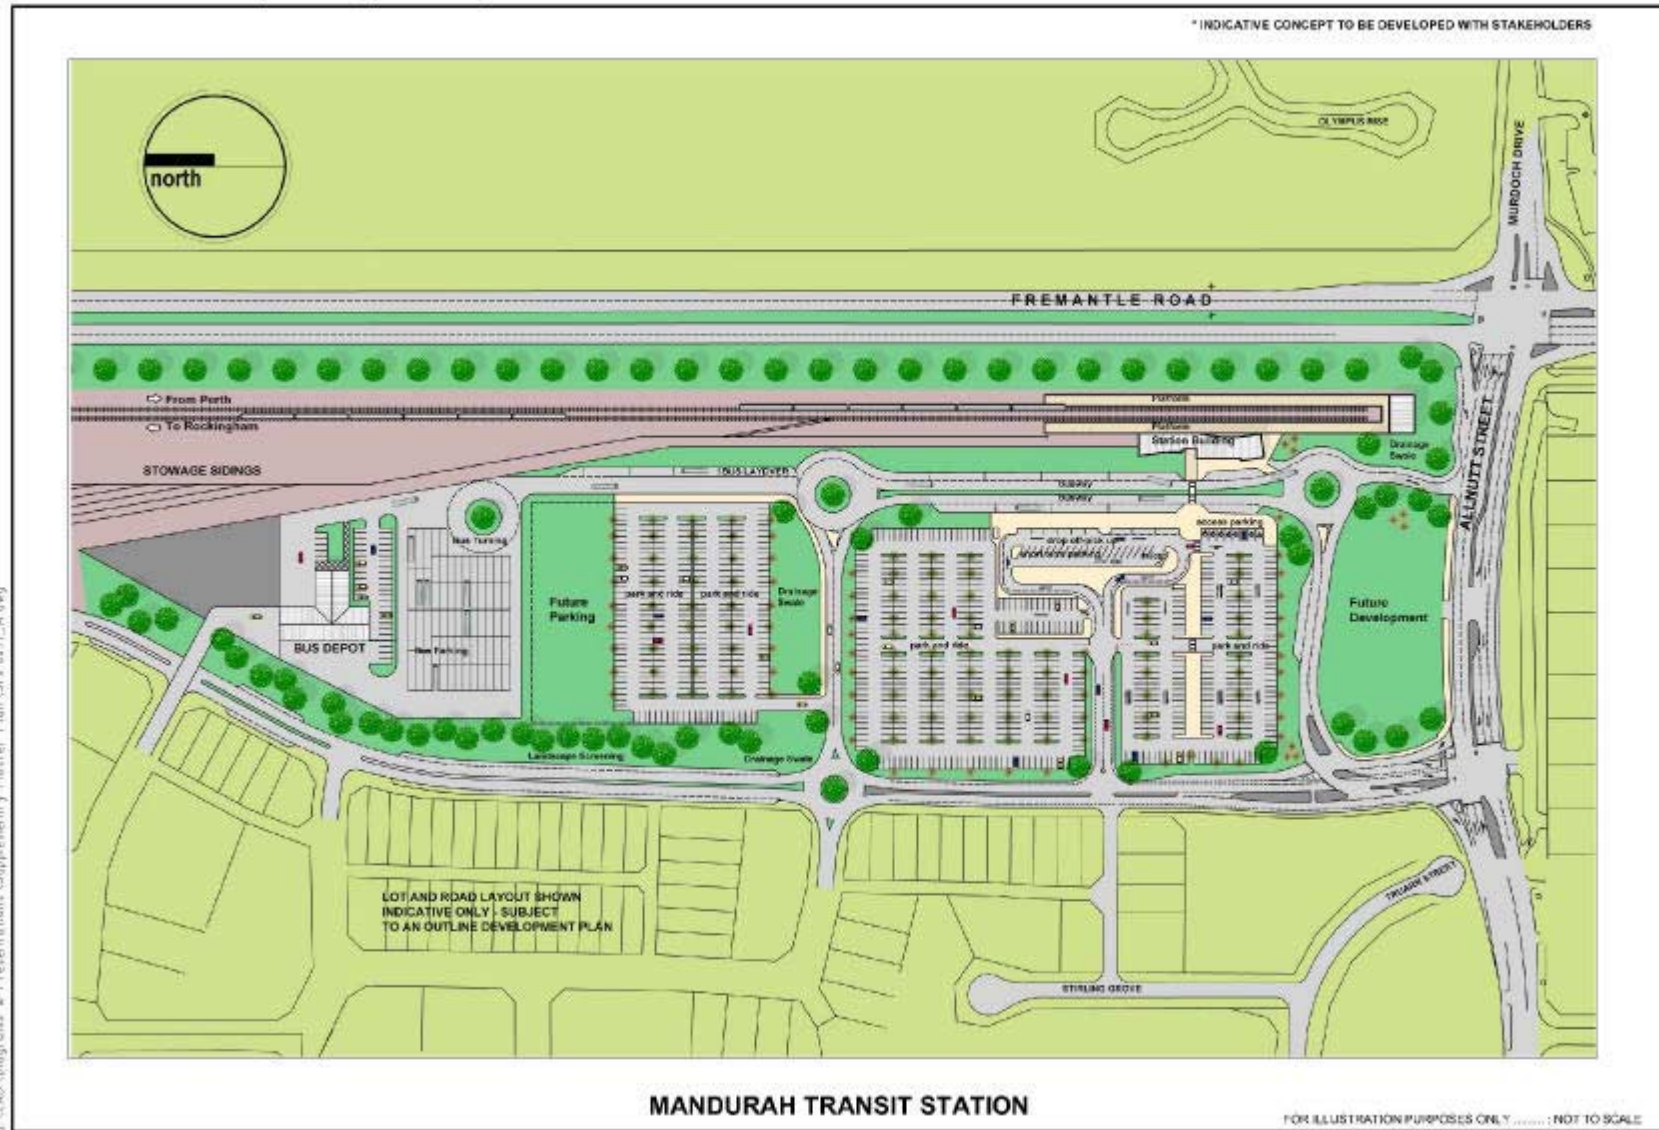 * INDICATIVE CONCEPT TO BE DEVELOPED WITH STAKEHOLDERS
OLYMPUS RISE
MURDOCH DRIVE
north
FREMANTLE ROAD
From Perth
To Rockingham
Platform
Platform
Station Building
Drainage
Swale
STOWAGE SIDINGS
BUS LAYOVER
ALLNUTT STREET
access parking
Bus Turning
park and ride
park and ride
Drainage
Swale
Future
Parking
Future
Development
BUS DEPOT
Bus Parking
park and ride
park and ride
Landscape Screening
Drainage Swale
LOT AND ROAD LAYOUT SHOWN
INDICATIVE ONLY - SUBJECT
TO AN OUTLINE DEVELOPMENT PLAN
STIRLING GROVE
MANDURAH TRANSIT STATION
FOR ILLUSTRATION PURPOSES ONLY ........ : NOT TO SCALE